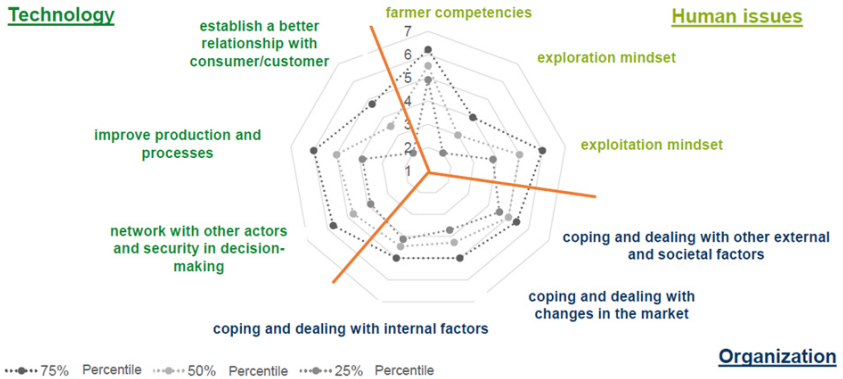 Technology
Human issues
farmer competencies
establish a better
relationship with
consumer/customer
exploration mindset
improve production and
processes
exploitation mindset
7
6
5
4
3
2
1
network with other actors
and security in decision-
making
coping and dealing with other external
and societal factors
coping and dealing with
changes in the market
coping and dealing with internal factors
Organization
75% Percentile 50% Percentile 25% Percentile